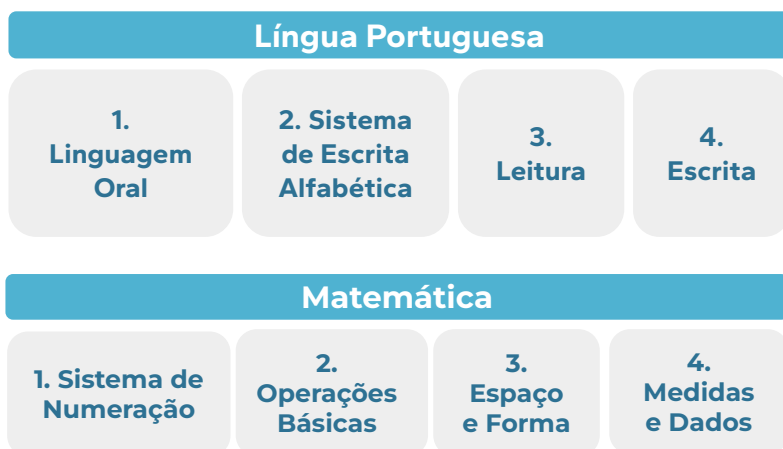 Língua Portuguesa
1.
Linguagem
Oral
2. Sistema
de Escrita
Alfabética
3.
Leitura
4.
Escrita
Matemática
1. Sistema de
Numeração
2.
Operações
Básicas
3.
Espaço
e Forma
4.
Medidas
e Dados